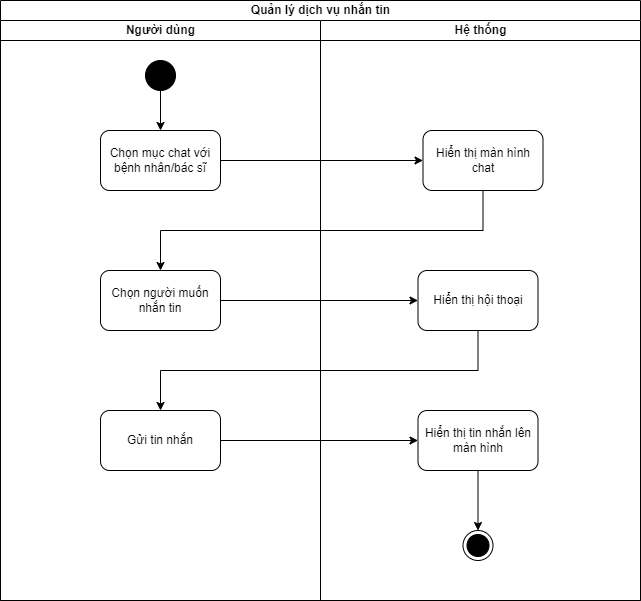 Quản lý dịch vụ nhắn tin
Người dùng
Hệ thống
Chọn mục chat với
bệnh nhân/bác sĩ
Hiển thị màn hình
chat
Chọn người muốn
nhắn tin
Hiển thị hội thoại
Gửi tin nhắn
Hiển thị tin nhắn lên
màn hình